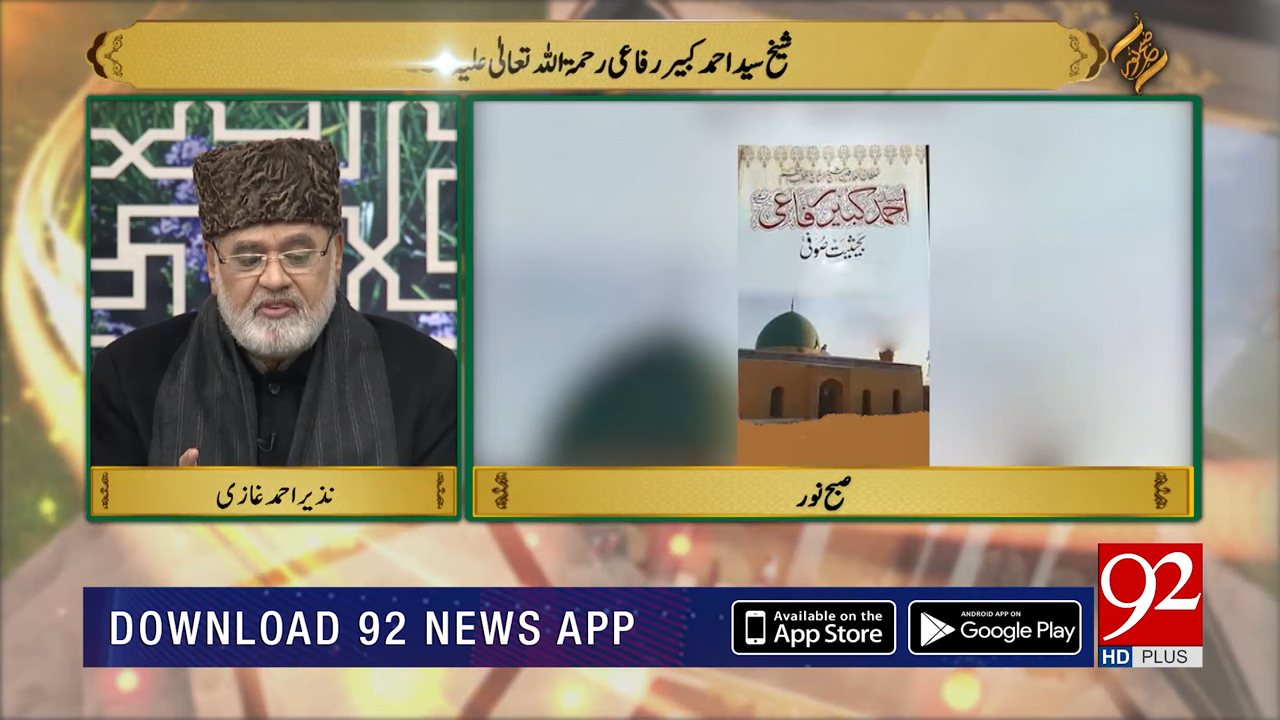 شیخ سید احمد کبیر رفاعی رحمۃ اللہ تعالٰی علیہ
احمد کبیر رفاعی
بحیثیت صوفی
نذیر احمد غازی
صبح نور
DOWNLOAD 92 NEWS APP
Available on the
App Store
ANDROID APP ON
Google Play
92
HD PLUS